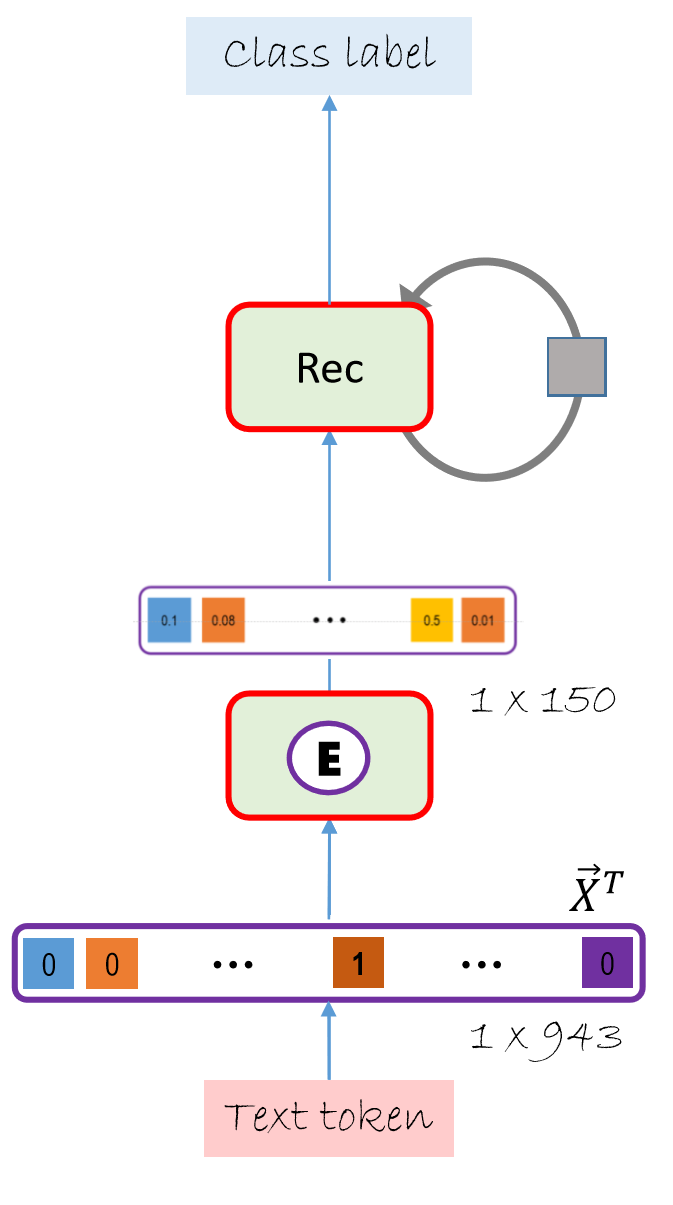 Class label
Rec
0.1 0.08 ... 0.5 0.01
1 x 150
E
X⃗ᵀ
0 0 ... 1 ... 0
1 x 943
Text token